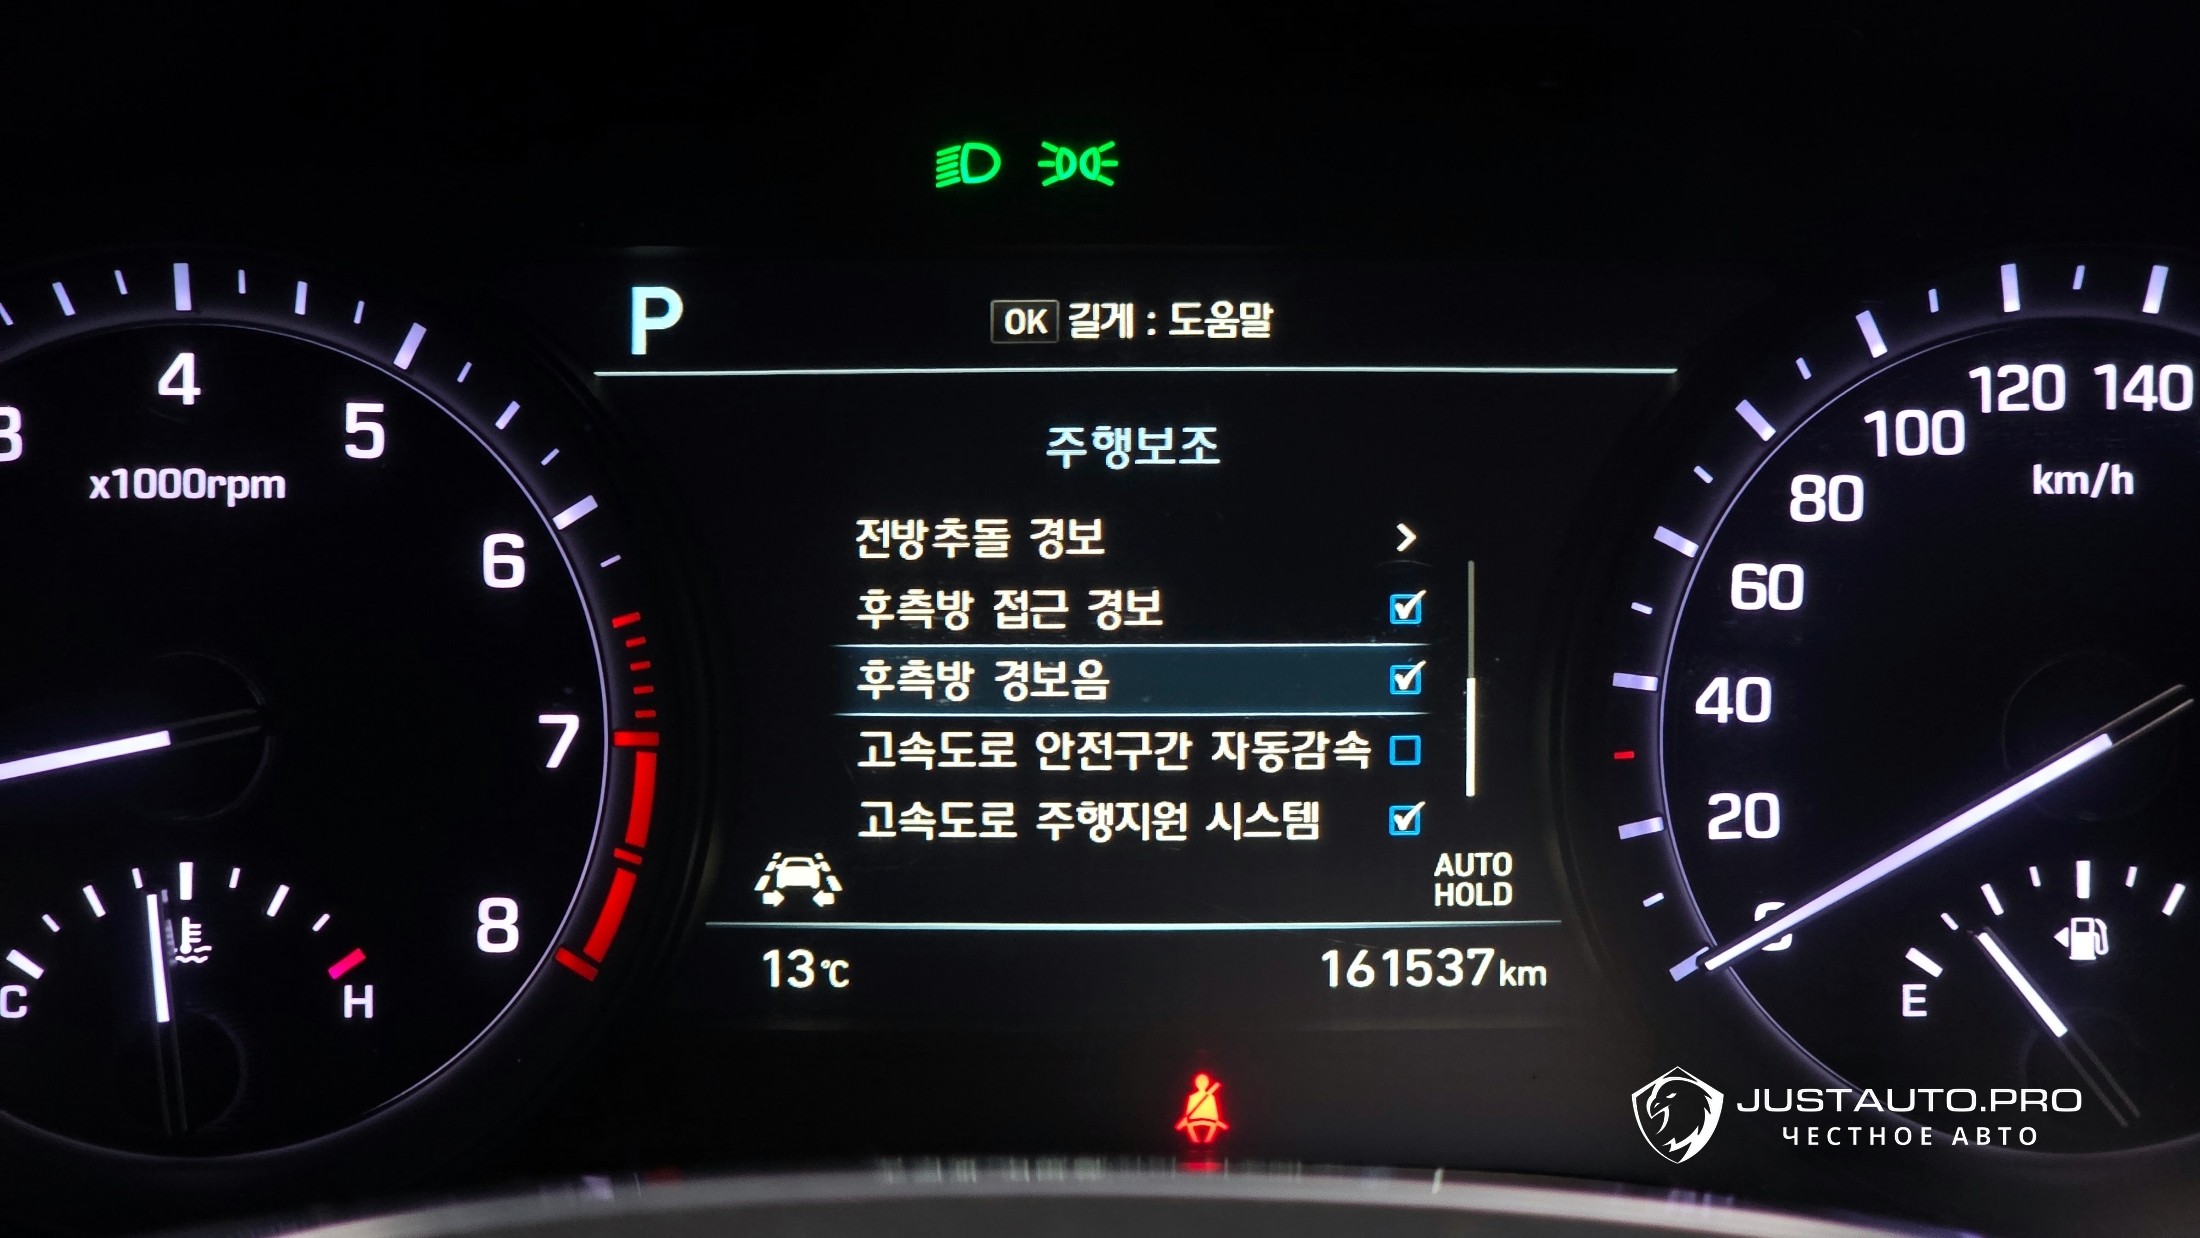 P
OK 길게 : 도움말
주행보조
전방추돌 경보
후측방 접근 경보
후측방 경보음
고속도로 안전구간 자동감속
고속도로 주행지원 시스템
AUTO
HOLD
13℃
161537km
3
4
5
6
7
8
x1000rpm
C
H
0
20
40
60
80
100
120
140
km/h
E
JUSTAUTO.PRO
ЧЕСТНОЕ АВТО